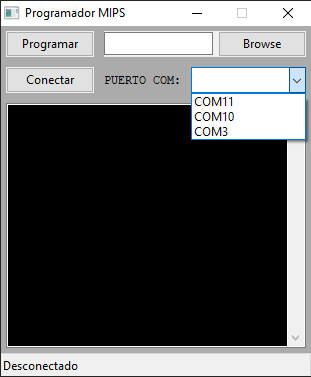 Programador MIPS
Programar Browse
Conectar PUERTO COM:
COM11
COM10
COM3
Desconectado